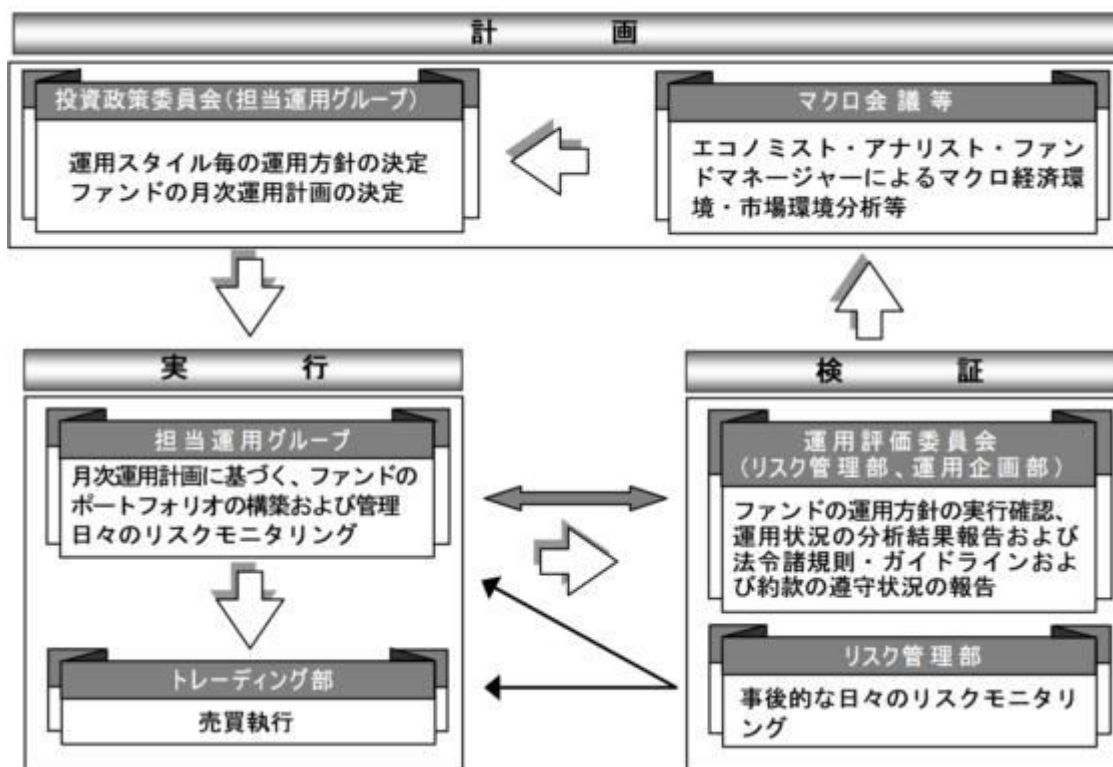 計　画
投資政策委員会(担当運用グループ)
運用スタイル毎の運用方針の決定
ファンドの月次運用計画の決定
マクロ会議等
エコノミスト・アナリスト・ファン
ドマネージャーによるマクロ経済環
境・市場環境分析等
実　行
担当運用グループ
月次運用計画に基づく、ファンドの
ポートフォリオの構築および管理
日々のリスクモニタリング
トレーディング部
売買執行
検　証
運用評価委員会
(リスク管理部、運用企画部)
ファンドの運用方針の実行確認、
運用状況の分析結果報告および
法令諸規則・ガイドラインおよ
び約款の遵守状況の報告
リスク管理部
事後的な日々のリスクモニタリ
ング